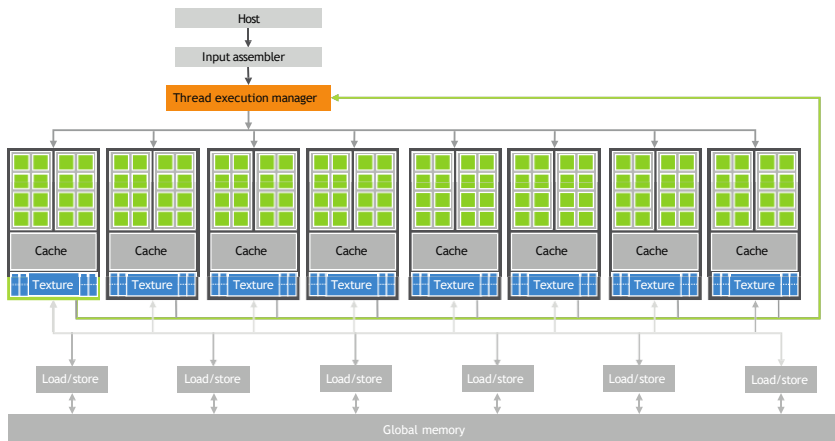 Host
Input assembler
Thread execution manager
Cache Cache Cache Cache Cache Cache Cache Cache
Texture Texture Texture Texture Texture Texture Texture Texture
Load/store Load/store Load/store Load/store Load/store Load/store
Global memory